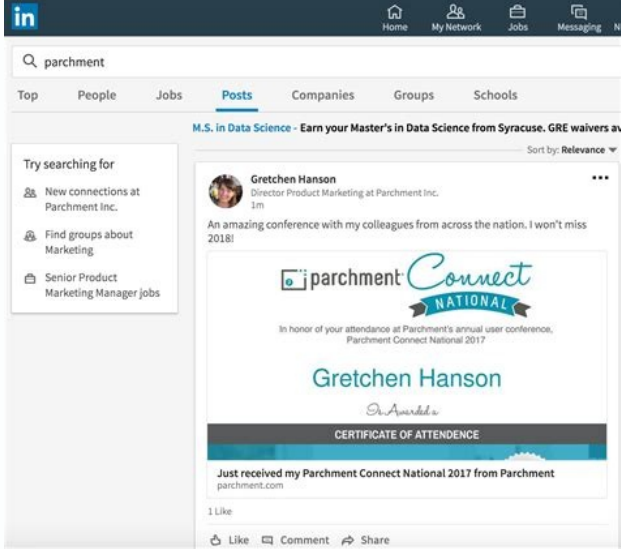 in
Home
My Network
Jobs
Messaging
parchment
Top
People
Jobs
Posts
Companies
Groups
Schools
M.S. in Data Science - Earn your Master's in Data Science from Syracuse. GRE waivers av
Sort by: Relevance
Try searching for
New connections at
Parchment Inc.
Find groups about
Marketing
Senior Product
Marketing Manager jobs
Gretchen Hanson
Director Product Marketing at Parchment Inc.
1m
An amazing conference with my colleagues from across the nation. I won't miss
2018!
parchment
Connect
NATIONAL
In honor of your attendance at Parchment's annual user conference,
Parchment Connect National 2017
Gretchen Hanson
Is Awarded a
CERTIFICATE OF ATTENDENCE
Just received my Parchment Connect National 2017 from Parchment
parchment.com
1 Like
Like
Comment
Share